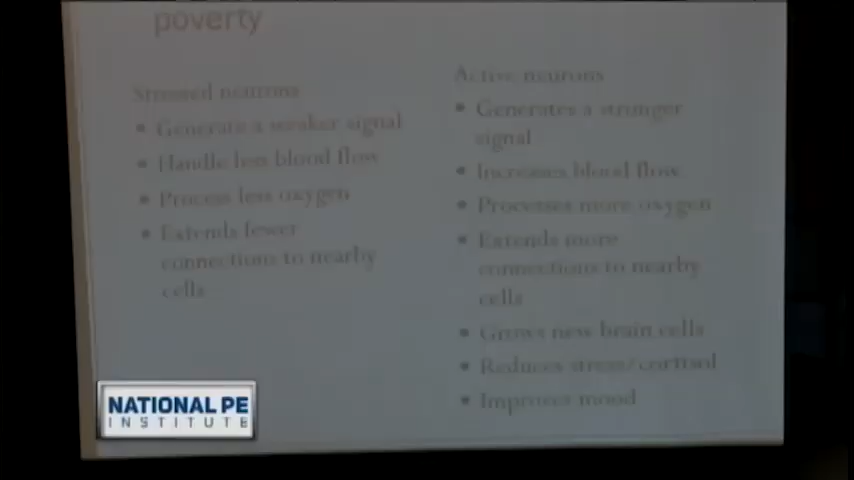 poverty
Stressed neurons
• Generate a weaker signal
• Handle less blood flow
• Process less oxygen
• Extends fewer
connections to nearby
cells
Active neurons
• Generates a stronger
signal
• Increases blood flow
• Processes more oxygen
• Extends more
connections to nearby
cells
• Grows new brain cells
• Reduces stress/cortisol
• Improves mood
NATIONAL PE
INSTITUTE